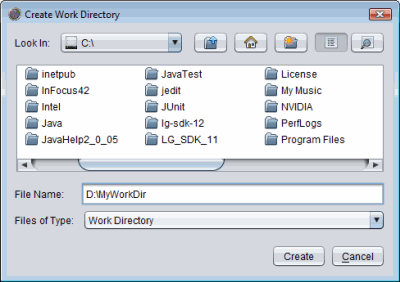 Create Work Directory
Look In: C:\
inetpub JavaTest License
InFocus42 jedit My Music
Intel JUnit NVIDIA
Java lg-sdk-12 PerfLogs
JavaHelp2_0_05 LG_SDK_11 Program Files
File Name: D:\MyWorkDir
Files of Type: Work Directory
Create Cancel